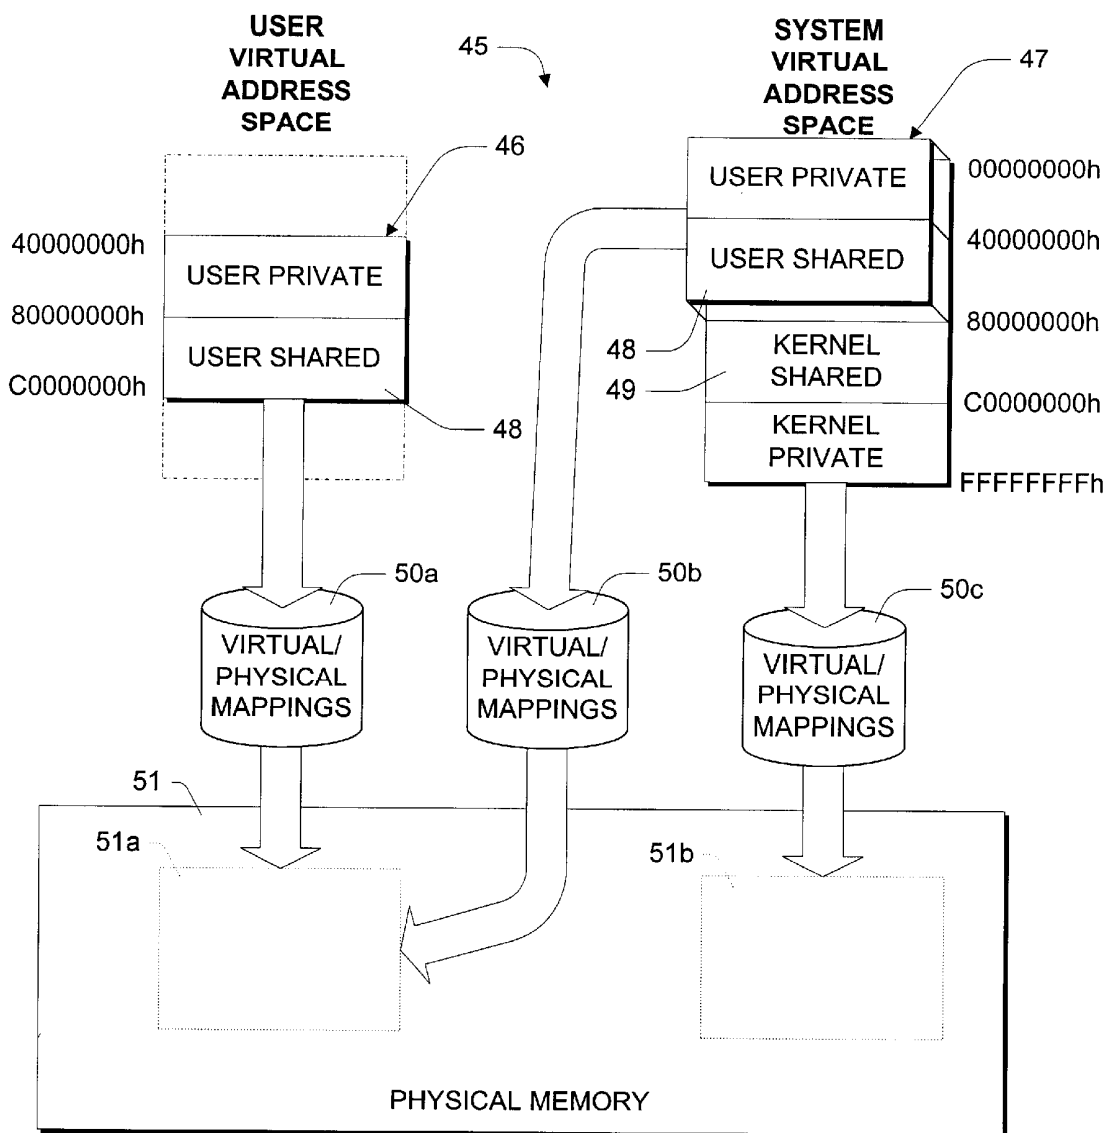 USER
VIRTUAL
ADDRESS
SPACE
45
SYSTEM
VIRTUAL
ADDRESS
SPACE
47
46
40000000h
USER PRIVATE
80000000h
USER SHARED
C0000000h
48
USER PRIVATE
00000000h
USER SHARED
40000000h
48
80000000h
49
KERNEL
SHARED
C0000000h
KERNEL
PRIVATE
FFFFFFFFh
50a
VIRTUAL/
PHYSICAL
MAPPINGS
50b
VIRTUAL/
PHYSICAL
MAPPINGS
50c
VIRTUAL/
PHYSICAL
MAPPINGS
51
51a
51b
PHYSICAL MEMORY